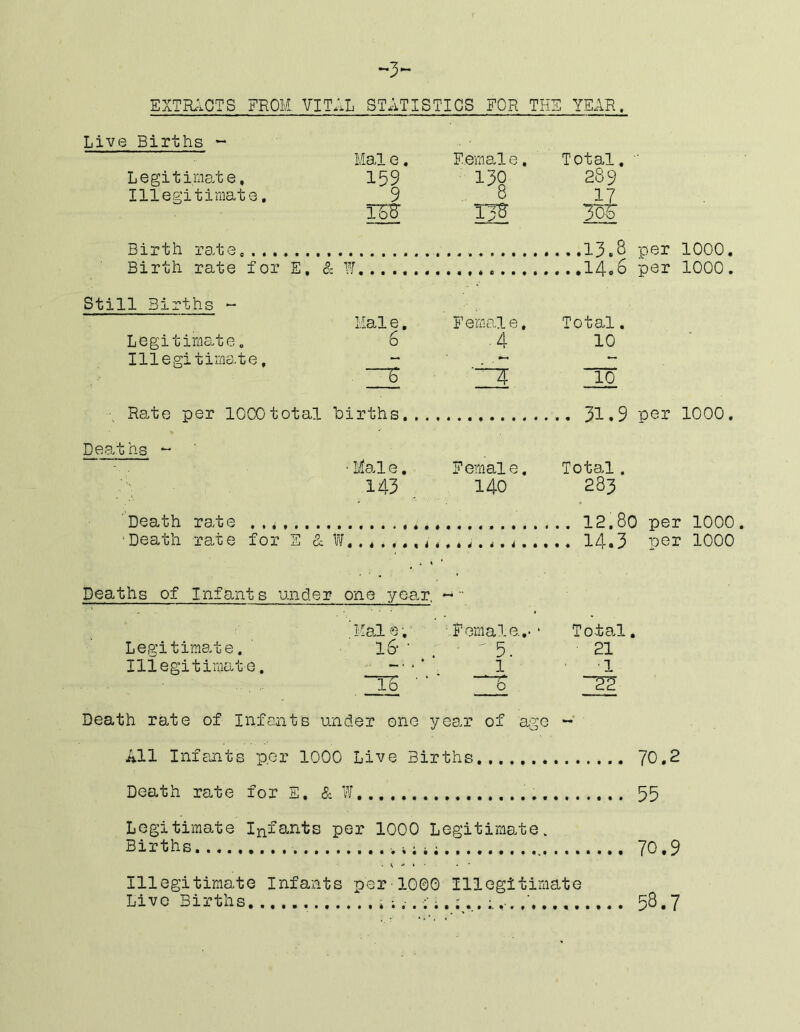 -3-
EXTRACTS FROM VITAL STATISTICS FOR THE YEAR.
Live Births -
Male. Female. Total.
Legitimate. 159 130 289
Illegitimate. 9 8 17
168 138 306
Birth rate.......................13.8 per 1000.
Birth rate for E. & W.......................14.6 per 1000.
Still Births -
Male. Female. Total.
Legitimate. 6 4 10
Illegitimate. - - -
6 4 10
Rate per 1000 total births.............. 31.9 per 1000.
Deaths -
Male. Female. Total.
143 140 283
Death rate ....................... 12.80 per 1000.
Death rate for E & W....................... 14.3 per 1000
Deaths of Infants under one year. -
Male. Female. Total.
Legitimate. 16 5. 21
Illegitimate. - 1 1
16 6 22
Death rate of Infants under one year of age -
All Infants per 1000 Live Births.............. 70.2
Death rate for E. & W....................... 55
Legitimate Infants per 1000 Legitimate.
Births....................... 70.9
Illegitimate Infants per 1000 Illegitimate
Live Births....................... 58.7